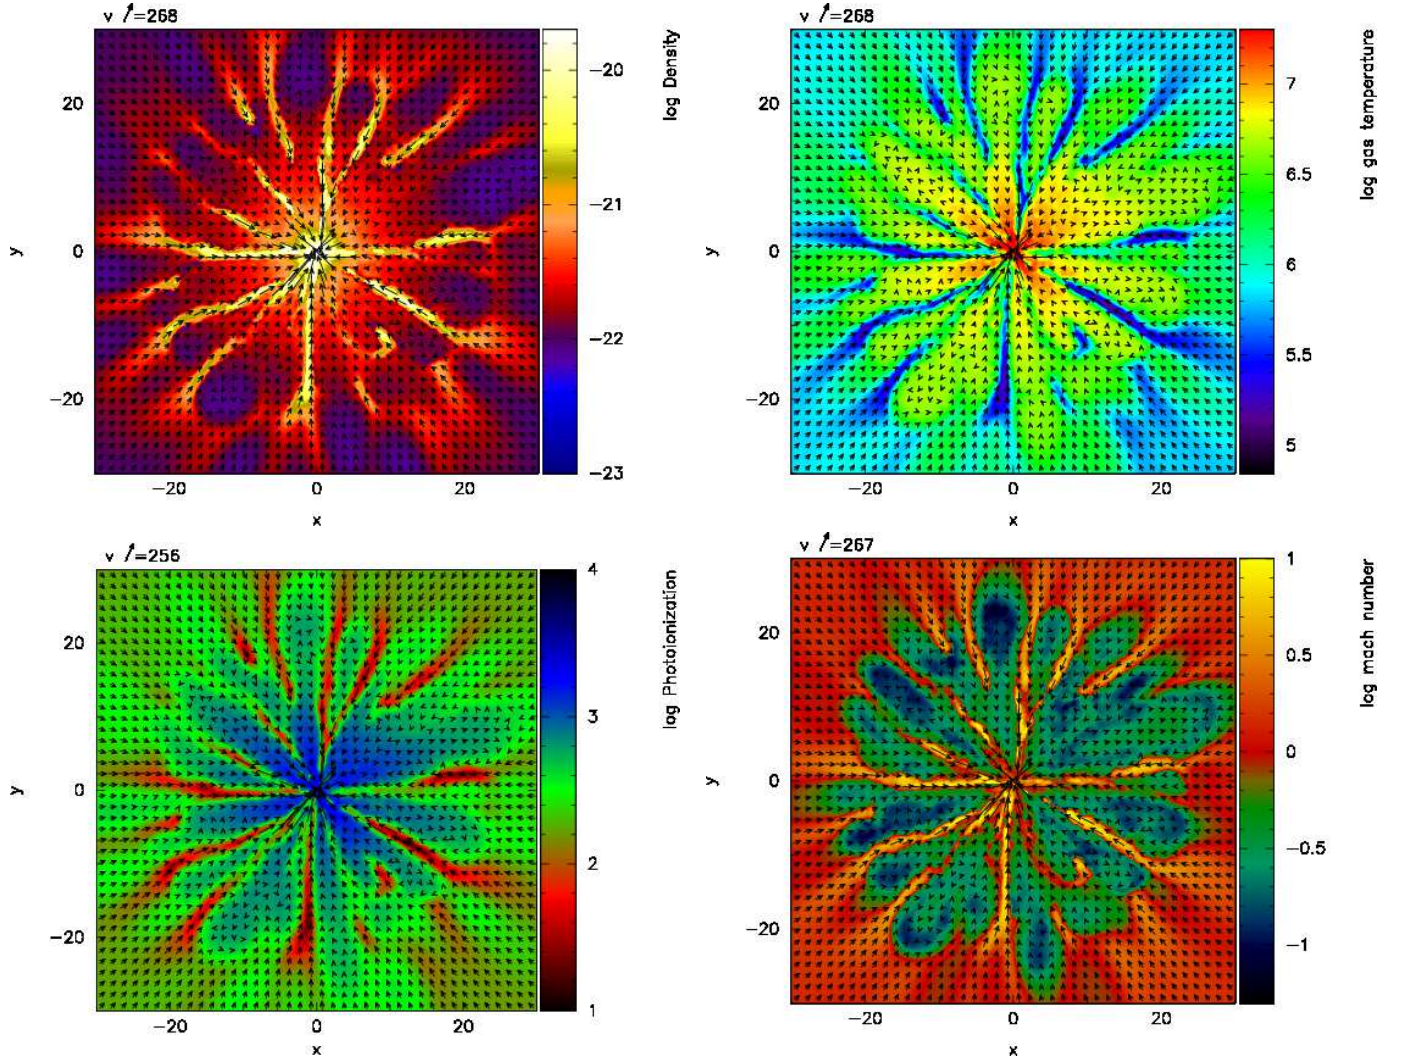 v =268
log Density
−20
−21
−22
−23
20
0
−20
y
−20 0 20
x
v =268
log gas temperature
7
6.5
6
5.5
5
20
0
−20
y
−20 0 20
x
v =256
log Photoionization
4
3
2
1
20
0
−20
y
−20 0 20
x
v =267
log mach number
1
0.5
0
−0.5
−1
20
0
−20
y
−20 0 20
x